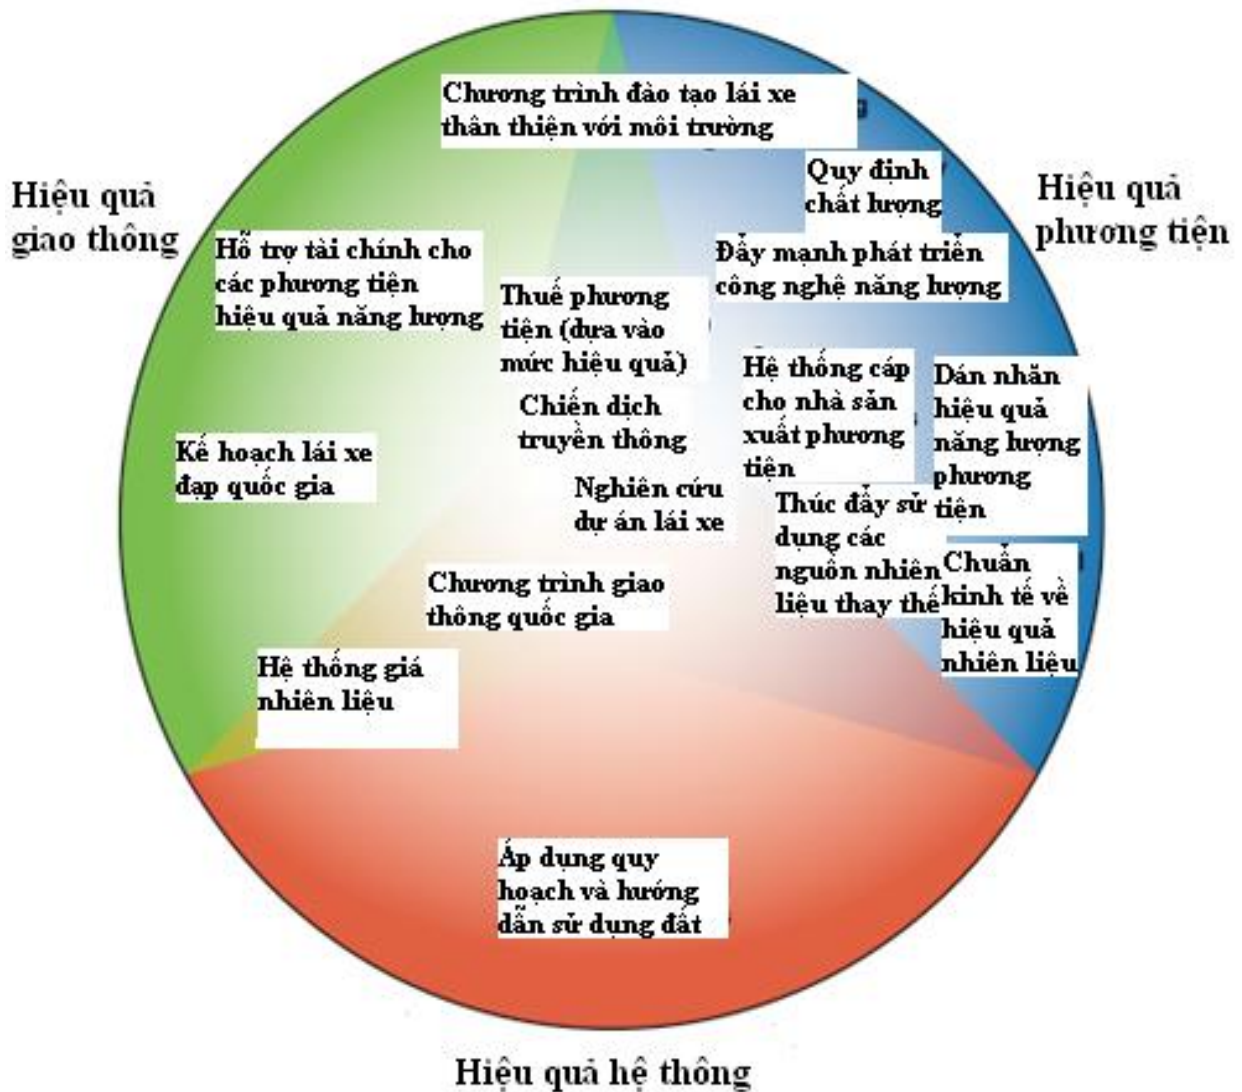 Chương trình đào tạo lái xe
thân thiện với môi trường
Quy định
chất lượng
Hiệu quả
giao thông
Hiệu quả
phương tiện
Hỗ trợ tài chính cho
các phương tiện
hiệu quả năng lượng
Đẩy mạnh phát triển
công nghệ năng lượng
Thuế phương
tiện (dựa vào
mức hiệu quả)
Hệ thống cáp
cho nhà sản
xuất phương
tiện
Dán nhãn
hiệu quả
năng lượng
phương
tiện
Chiến dịch
truyền thông
Kế hoạch lái xe
đạp quốc gia
Nghiên cứu
dự án lái xe
Thúc đẩy sử
dụng các
nguồn nhiên
liệu thay thế
Chuẩn
kinh tế về
hiệu quả
nhiên liệu
Chương trình giao
thông quốc gia
Hệ thống giá
nhiên liệu
Áp dụng quy
hoạch và hướng
dẫn sử dụng đất
Hiệu quả hệ thông